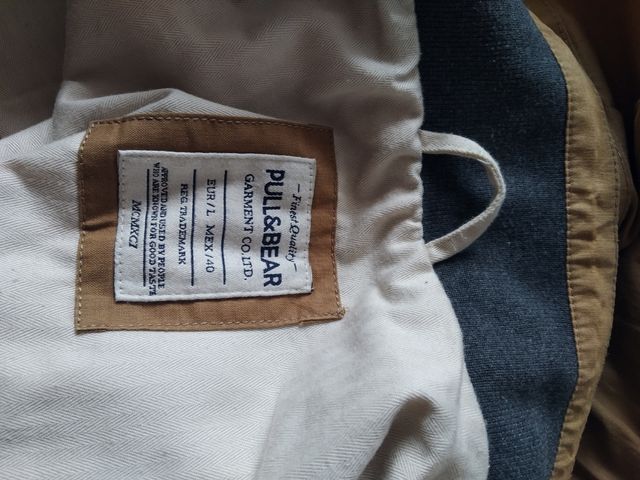 — Finest Quality —
PULL&BEAR
GARMENT CO.LTD.
EUR/L MEX/40
REG.TRADEMARK
APPROVED AND USED BY PEOPLE
WHO ARE KNOWN FOR GOOD TASTE
MCMXCI